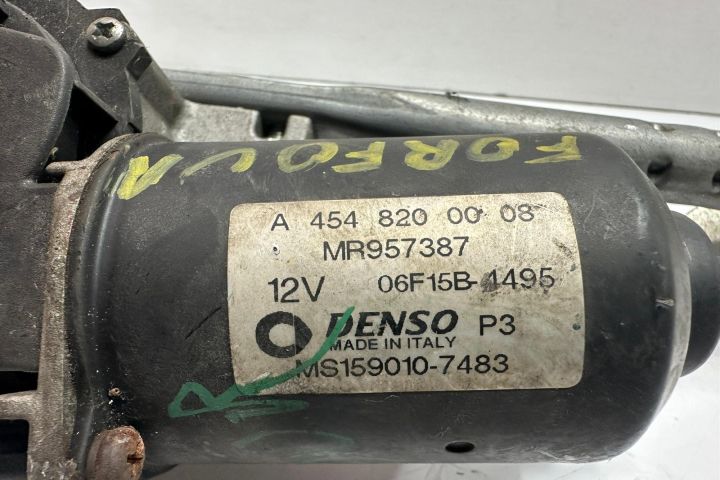 FORFOUR
A 454 820 00 08
MR957387
12V 06F15B-4495
DENSO P3
MADE IN ITALY
MS159010-7483